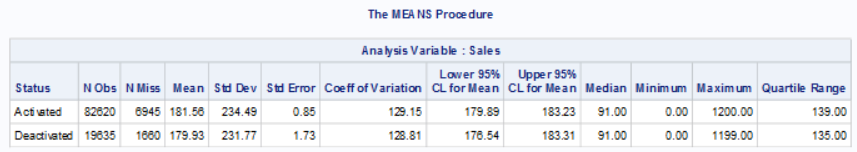 The MEANS Procedure
Analysis Variable : Sales
Status N Obs N Miss Mean Std Dev Std Error Coeff of Variation Lower 95% CL for Mean Upper 95% CL for Mean Median Minimum Maximum Quartile Range
Activated 82620 6945 181.56 234.49 0.85 129.15 179.89 183.23 91.00 0.00 1200.00 139.00
Deactivated 19635 1660 179.93 231.77 1.73 128.81 176.54 183.31 91.00 0.00 1199.00 135.00